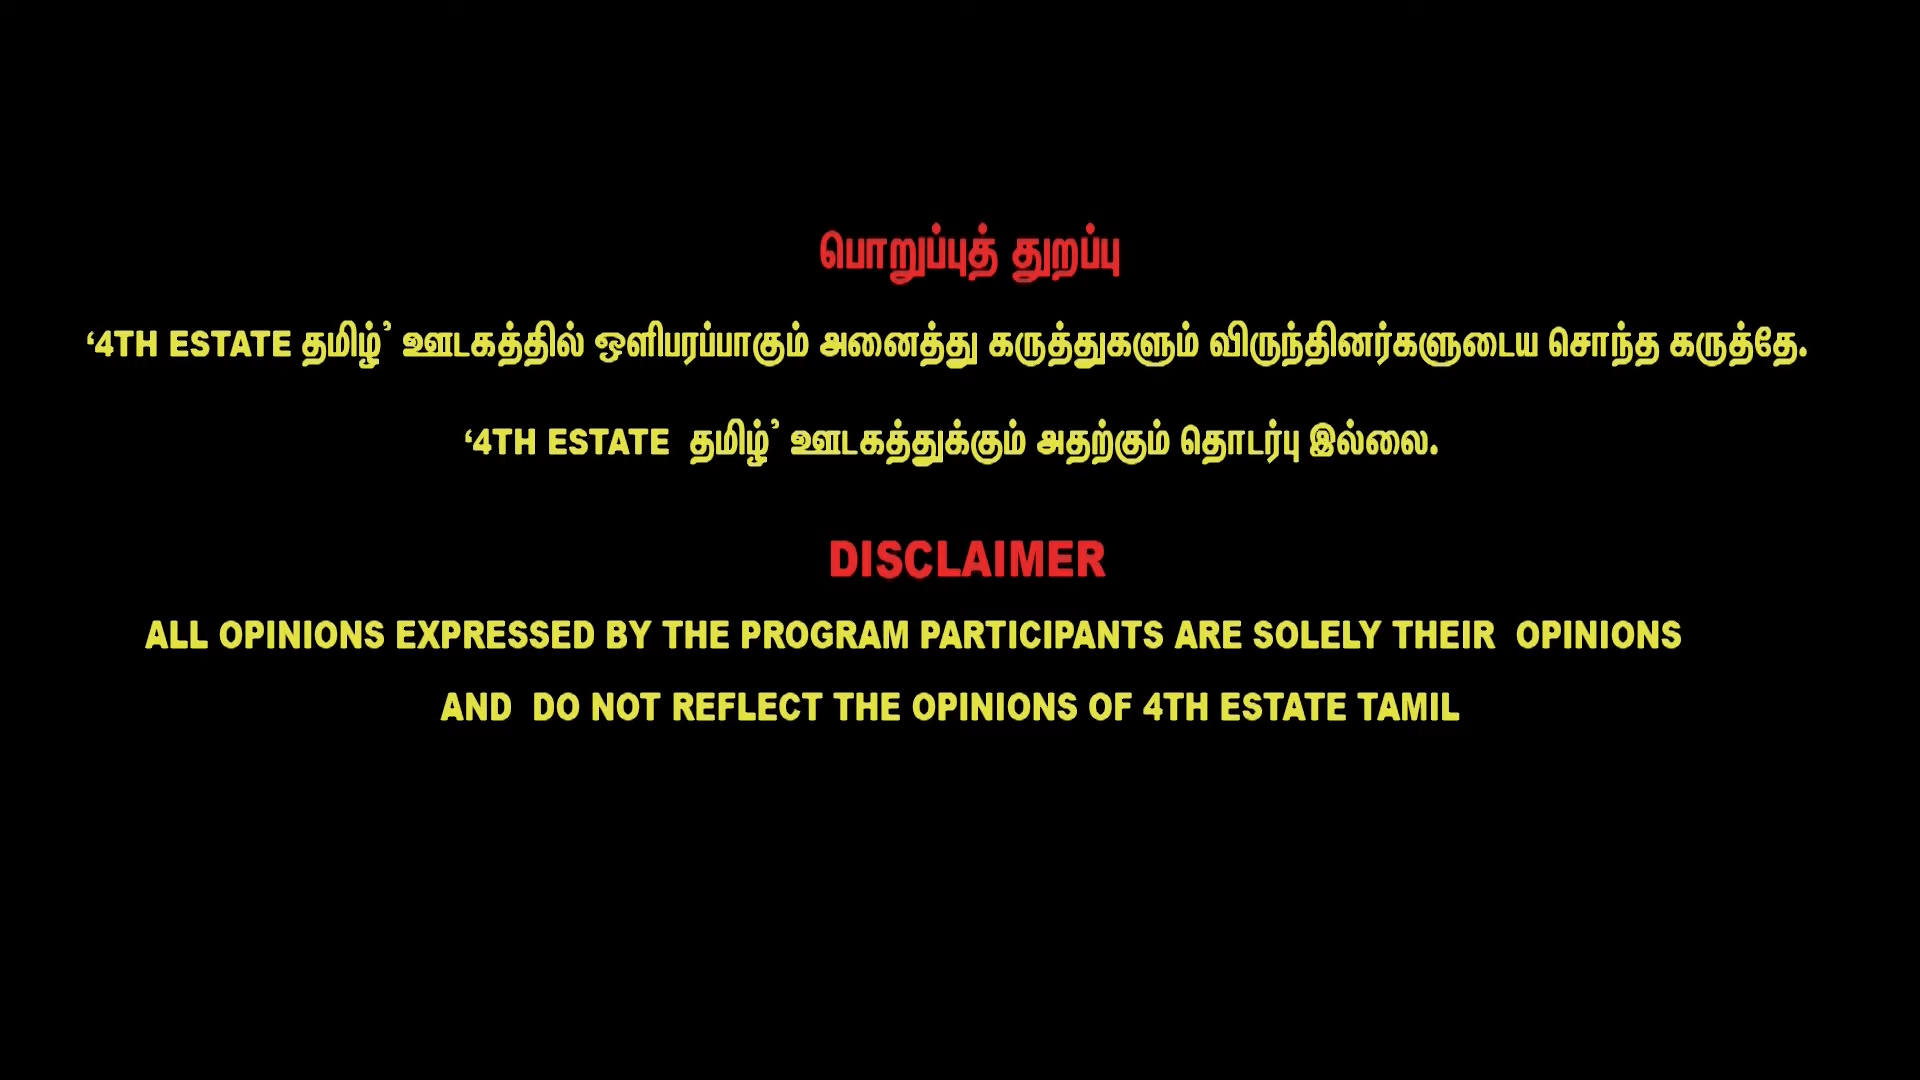 பொறுப்புத் துறப்பு
‘4TH ESTATE தமிழ்’ ஊடகத்தில் ஒளிபரப்பாகும் அனைத்து கருத்துகளும் விருந்தினர்களுடைய சொந்த கருத்தே.
‘4TH ESTATE தமிழ்’ ஊடகத்துக்கும் அதற்கும் தொடர்பு இல்லை.
DISCLAIMER
ALL OPINIONS EXPRESSED BY THE PROGRAM PARTICIPANTS ARE SOLELY THEIR OPINIONS
AND DO NOT REFLECT THE OPINIONS OF 4TH ESTATE TAMIL